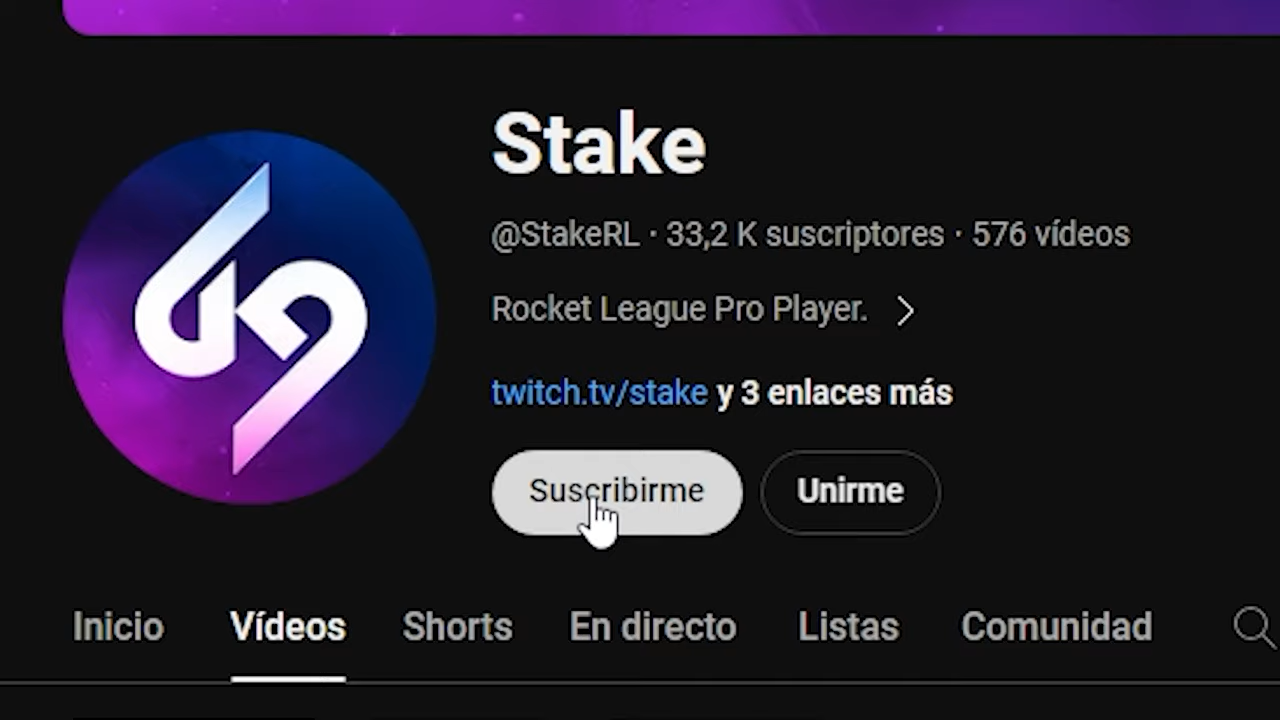 Stake
@StakeRL · 33,2 K suscriptores · 576 vídeos
Rocket League Pro Player.
twitch.tv/stake y 3 enlaces más
Suscribirme Unirme
Inicio Vídeos Shorts En directo Listas Comunidad